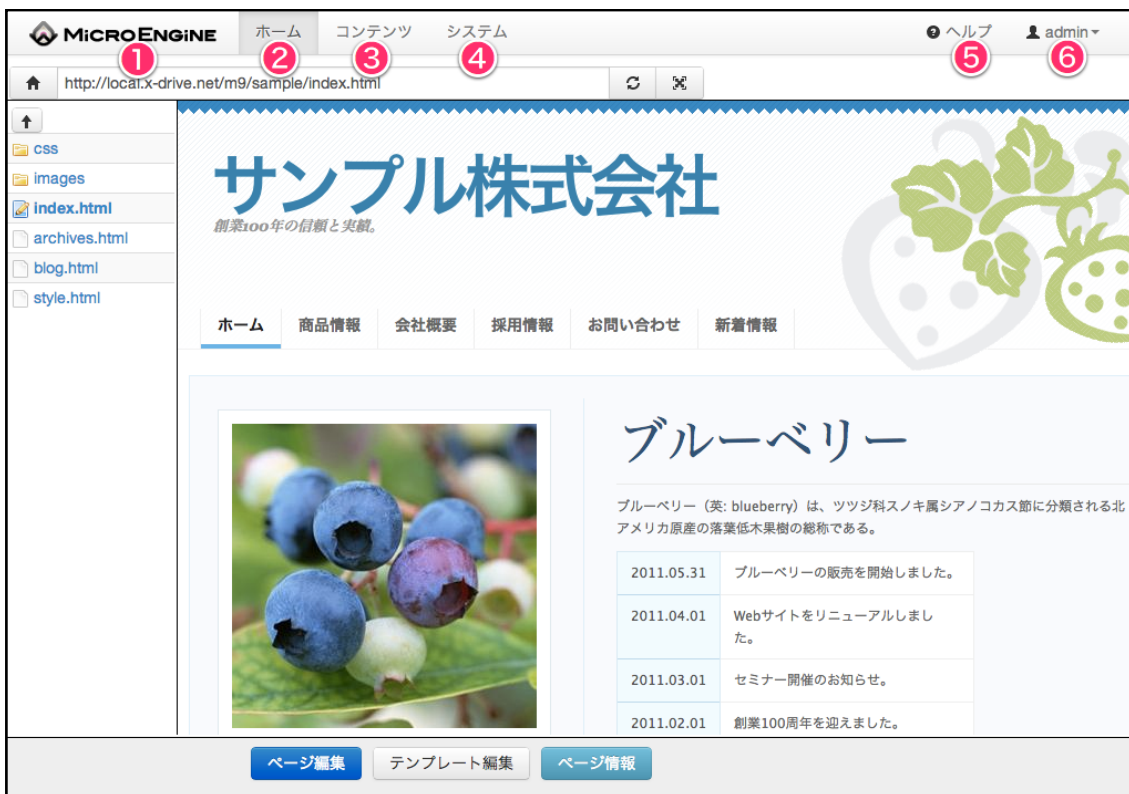 MICROENGINE ホーム コンテンツ システム ヘルプ admin
1 2 3 4 5 6
http://local.x-drive.net/m9/sample/index.html
css
images
index.html
archives.html
blog.html
style.html
サンプル株式会社
創業100年の信頼と実績。
ホーム 商品情報 会社概要 採用情報 お問い合わせ 新着情報
ブルーベリー
ブルーベリー（英: blueberry）は、ツツジ科スノキ属シアノコカス節に分類される北
アメリカ原産の落葉低木果樹の総称である。
2011.05.31 ブルーベリーの販売を開始しました。
2011.04.01 Webサイトをリニューアルしまし
た。
2011.03.01 セミナー開催のお知らせ。
2011.02.01 創業100周年を迎えました。
ページ編集 テンプレート編集 ページ情報